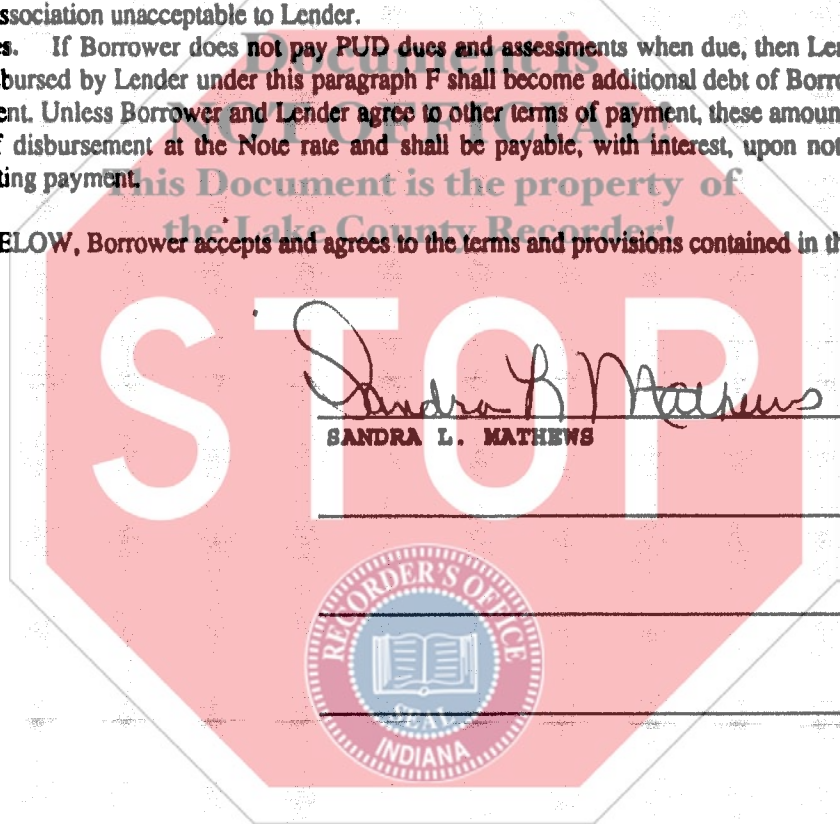 ssociation unacceptable to Lender.
s. If Borrower does not pay PUD dues and assessments when due, then Le
bursed by Lender under this paragraph F shall become additional debt of Borr
ent. Unless Borrower and Lender agree to other terms of payment, these amoun
f disbursement at the Note rate and shall be payable, with interest, upon not
ting payment.
Document is
NOT OFFICIAL!
This Document is the property of
the Lake County Recorder!
ELOW, Borrower accepts and agrees to the terms and provisions contained in th
STOP
Sandra L Mathews
SANDRA L. MATHEWS
RECORDER'S OFFICE
SEAL
INDIANA